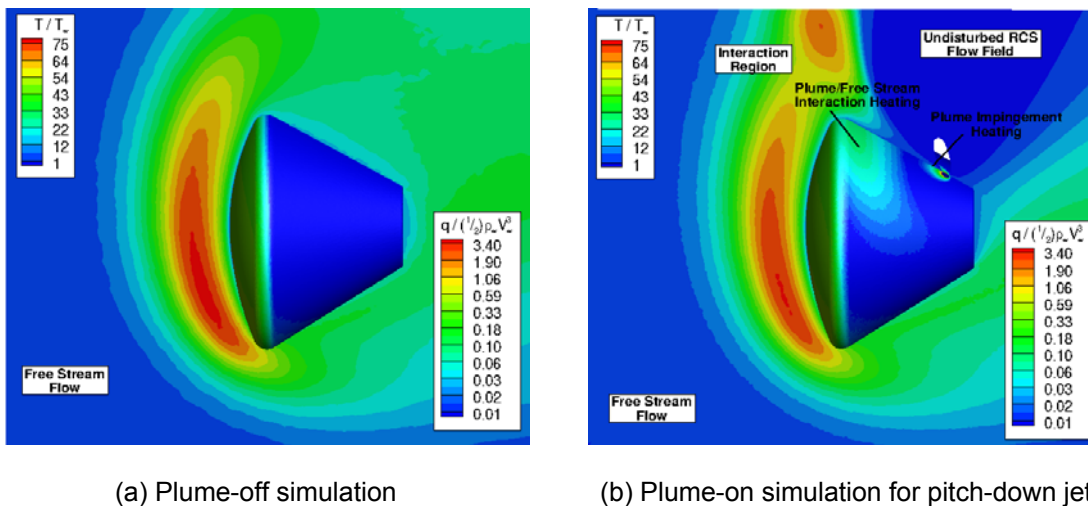 T / T∞
75
64
54
43
33
22
12
1
q / (¹/₂)ρ∞V∞³
3.40
1.90
1.06
0.59
0.33
0.18
0.10
0.06
0.03
0.02
0.01
Free Stream
Flow
(a) Plume-off simulation
T / T∞
75
64
54
43
33
22
12
1
Interaction
Region
Undisturbed RCS
Flow Field
Plume/Free Stream
Interaction Heating
Plume Impingement
Heating
q / (¹/₂)ρ∞V∞³
3.40
1.90
1.06
0.59
0.33
0.18
0.10
0.06
0.03
0.02
0.01
Free Stream
Flow
(b) Plume-on simulation for pitch-down jet